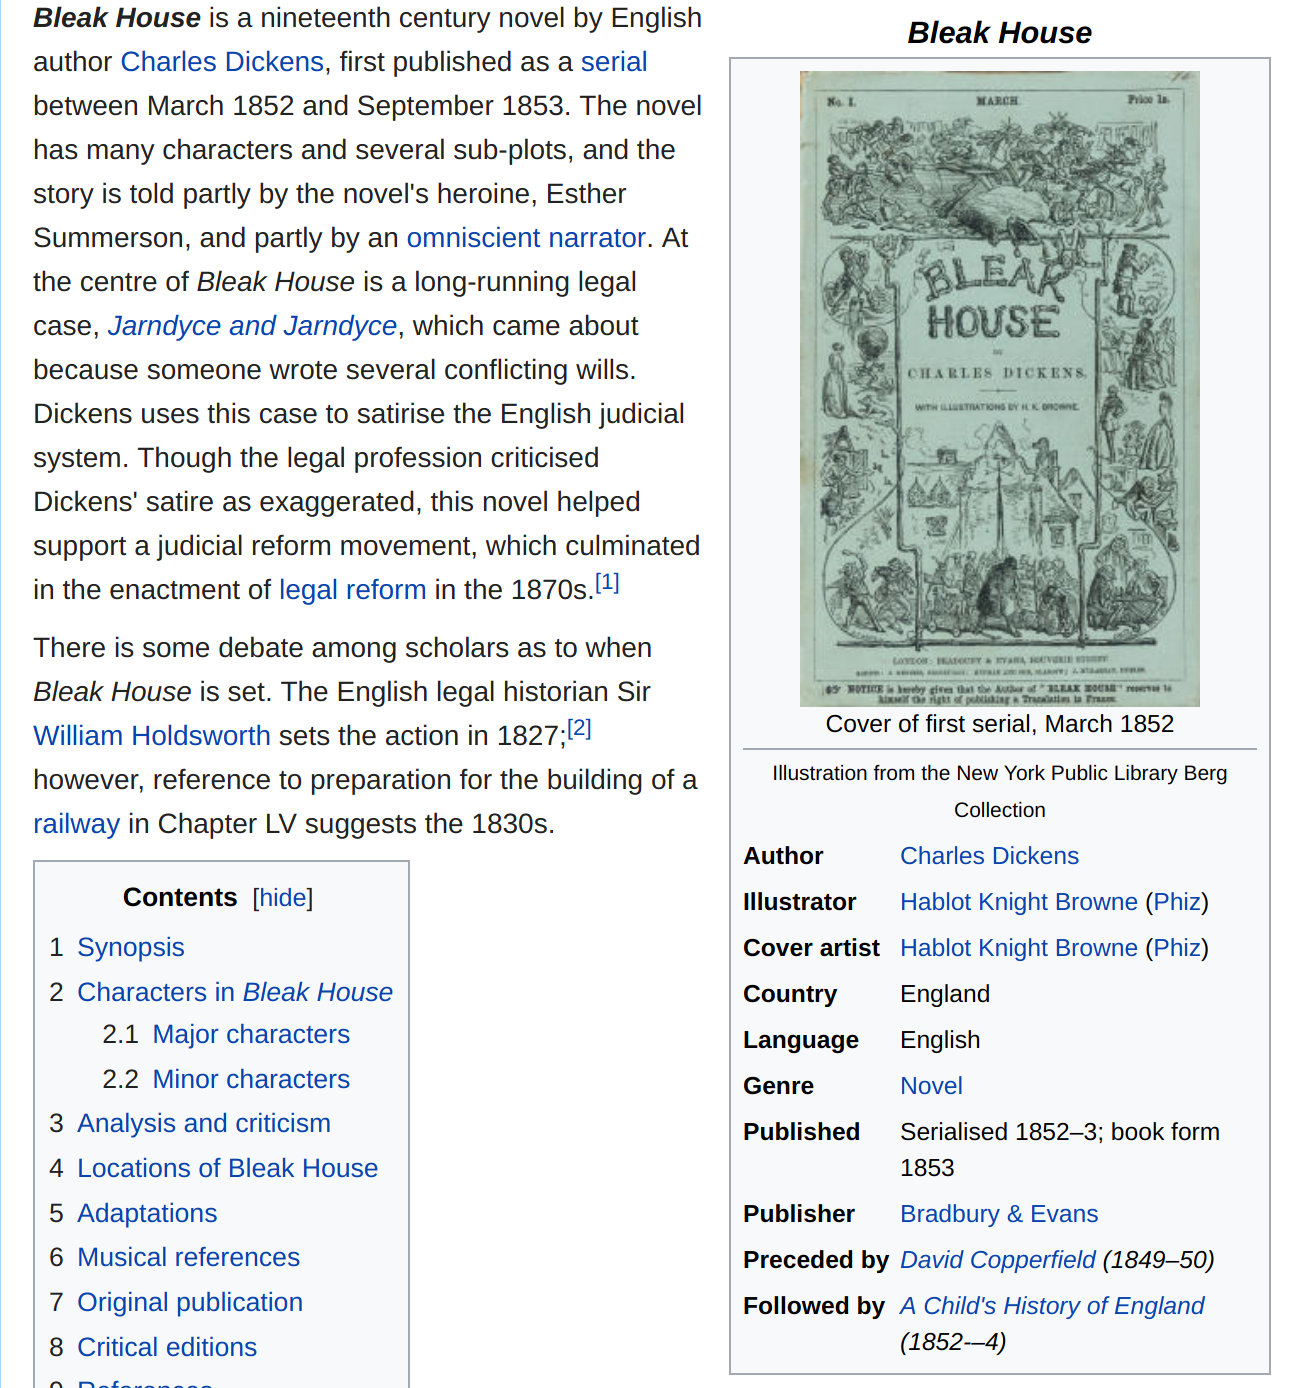 Bleak House is a nineteenth century novel by English
author Charles Dickens, first published as a serial
between March 1852 and September 1853. The novel
has many characters and several sub-plots, and the
story is told partly by the novel's heroine, Esther
Summerson, and partly by an omniscient narrator. At
the centre of Bleak House is a long-running legal
case, Jarndyce and Jarndyce, which came about
because someone wrote several conflicting wills.
Dickens uses this case to satirise the English judicial
system. Though the legal profession criticised
Dickens' satire as exaggerated, this novel helped
support a judicial reform movement, which culminated
in the enactment of legal reform in the 1870s.[1]
There is some debate among scholars as to when
Bleak House is set. The English legal historian Sir
William Holdsworth sets the action in 1827;[2]
however, reference to preparation for the building of a
railway in Chapter LV suggests the 1830s.
Contents [hide]
1 Synopsis
2 Characters in Bleak House
2.1 Major characters
2.2 Minor characters
3 Analysis and criticism
4 Locations of Bleak House
5 Adaptations
6 Musical references
7 Original publication
8 Critical editions
9 References
Bleak House
No. I. MARCH. Price 1s.
BLEAK
HOUSE
BY
CHARLES DICKENS.
WITH ILLUSTRATIONS BY H. K. BROWNE.
LONDON: BRADBURY & EVANS, BOUVERIE STREET.
NOTICE is hereby given that the Author of "BLEAK HOUSE" reserves to
himself the right of publishing a Translation in France.
Cover of first serial, March 1852
Illustration from the New York Public Library Berg
Collection
Author Charles Dickens
Illustrator Hablot Knight Browne (Phiz)
Cover artist Hablot Knight Browne (Phiz)
Country England
Language English
Genre Novel
Published Serialised 1852–3; book form
1853
Publisher Bradbury & Evans
Preceded by David Copperfield (1849–50)
Followed by A Child's History of England
(1852-–4)